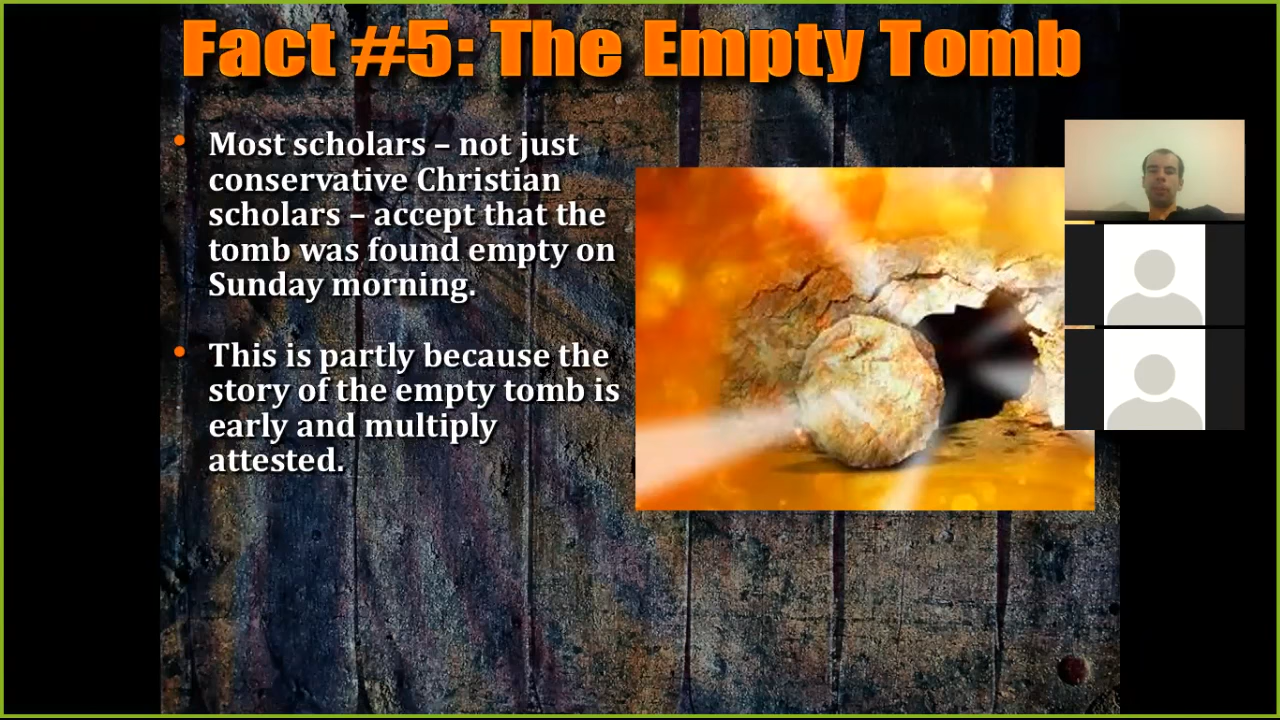 Fact #5: The Empty Tomb
• Most scholars – not just
conservative Christian
scholars – accept that the
tomb was found empty on
Sunday morning.
• This is partly because the
story of the empty tomb is
early and multiply
attested.